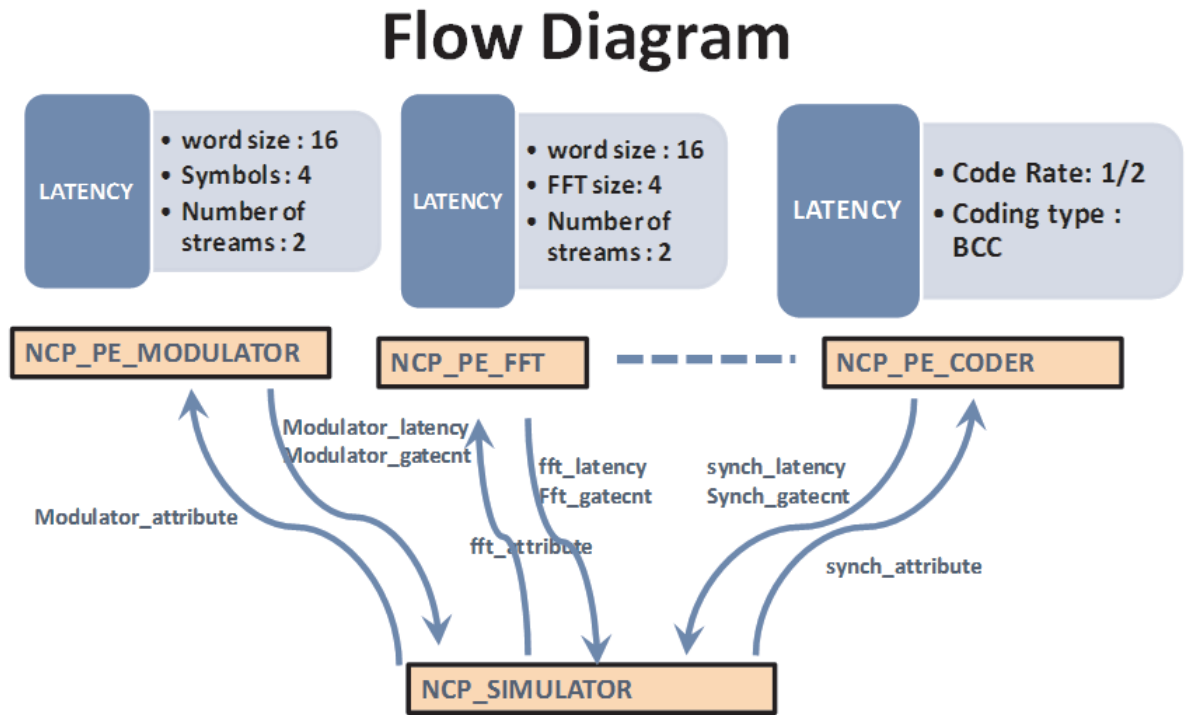 Flow Diagram
LATENCY
• word size : 16
• Symbols: 4
• Number of
streams : 2
LATENCY
• word size : 16
• FFT size: 4
• Number of
streams : 2
LATENCY
• Code Rate: 1/2
• Coding type :
BCC
NCP_PE_MODULATOR
NCP_PE_FFT
NCP_PE_CODER
Modulator_latency
Modulator_gatecnt
fft_latency
Fft_gatecnt
synch_latency
Synch_gatecnt
Modulator_attribute
fft_attribute
synch_attribute
NCP_SIMULATOR